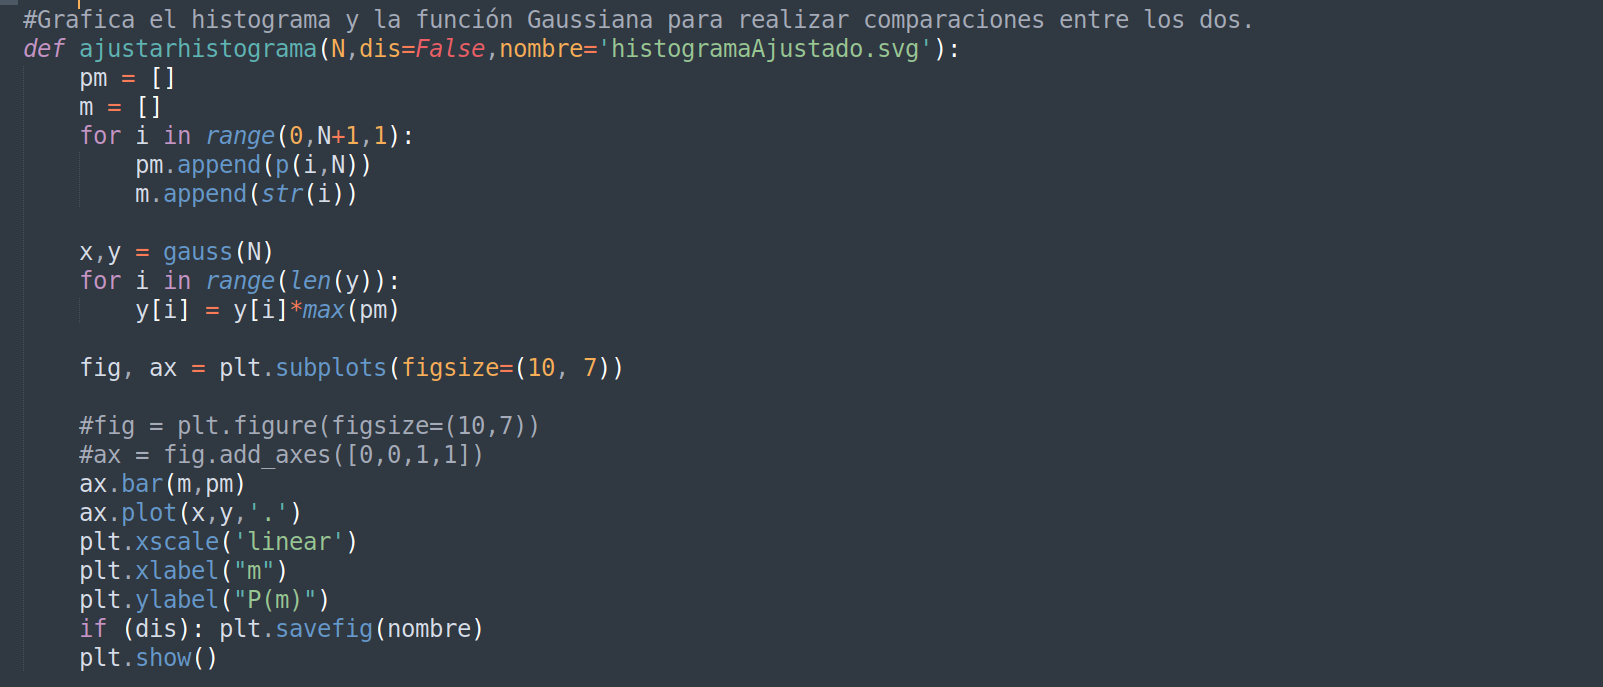 #Grafica el histograma y la función Gaussiana para realizar comparaciones entre los dos.
def ajustarhistograma(N,dis=False,nombre='histogramaAjustado.svg'):
    pm = []
    m = []
    for i in range(0,N+1,1):
        pm.append(p(i,N))
        m.append(str(i))

    x,y = gauss(N)
    for i in range(len(y)):
        y[i] = y[i]*max(pm)

    fig, ax = plt.subplots(figsize=(10, 7))

    #fig = plt.figure(figsize=(10,7))
    #ax = fig.add_axes([0,0,1,1])
    ax.bar(m,pm)
    ax.plot(x,y,'.')
    plt.xscale('linear')
    plt.xlabel("m")
    plt.ylabel("P(m)")
    if (dis): plt.savefig(nombre)
    plt.show()